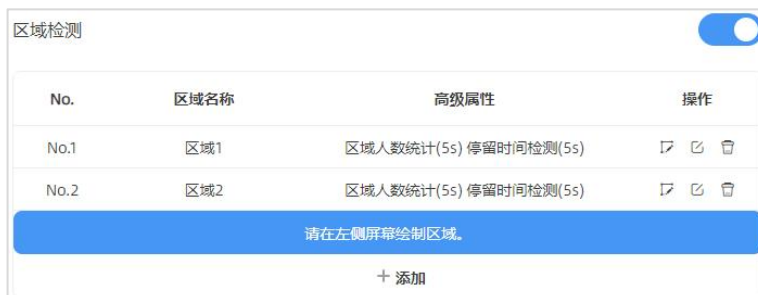 区域检测
No. 区域名称 高级属性 操作
No.1 区域1 区域人数统计(5s) 停留时间检测(5s)
No.2 区域2 区域人数统计(5s) 停留时间检测(5s)
请在左侧屏幕绘制区域。
+ 添加